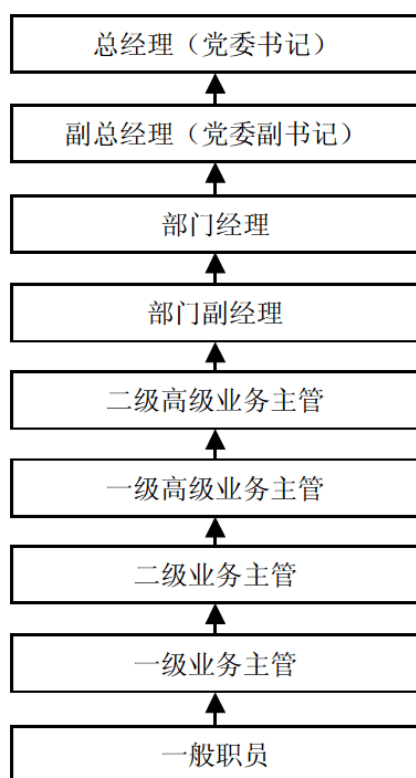 总经理（党委书记）
副总经理（党委副书记）
部门经理
部门副经理
二级高级业务主管
一级高级业务主管
二级业务主管
一级业务主管
一般职员